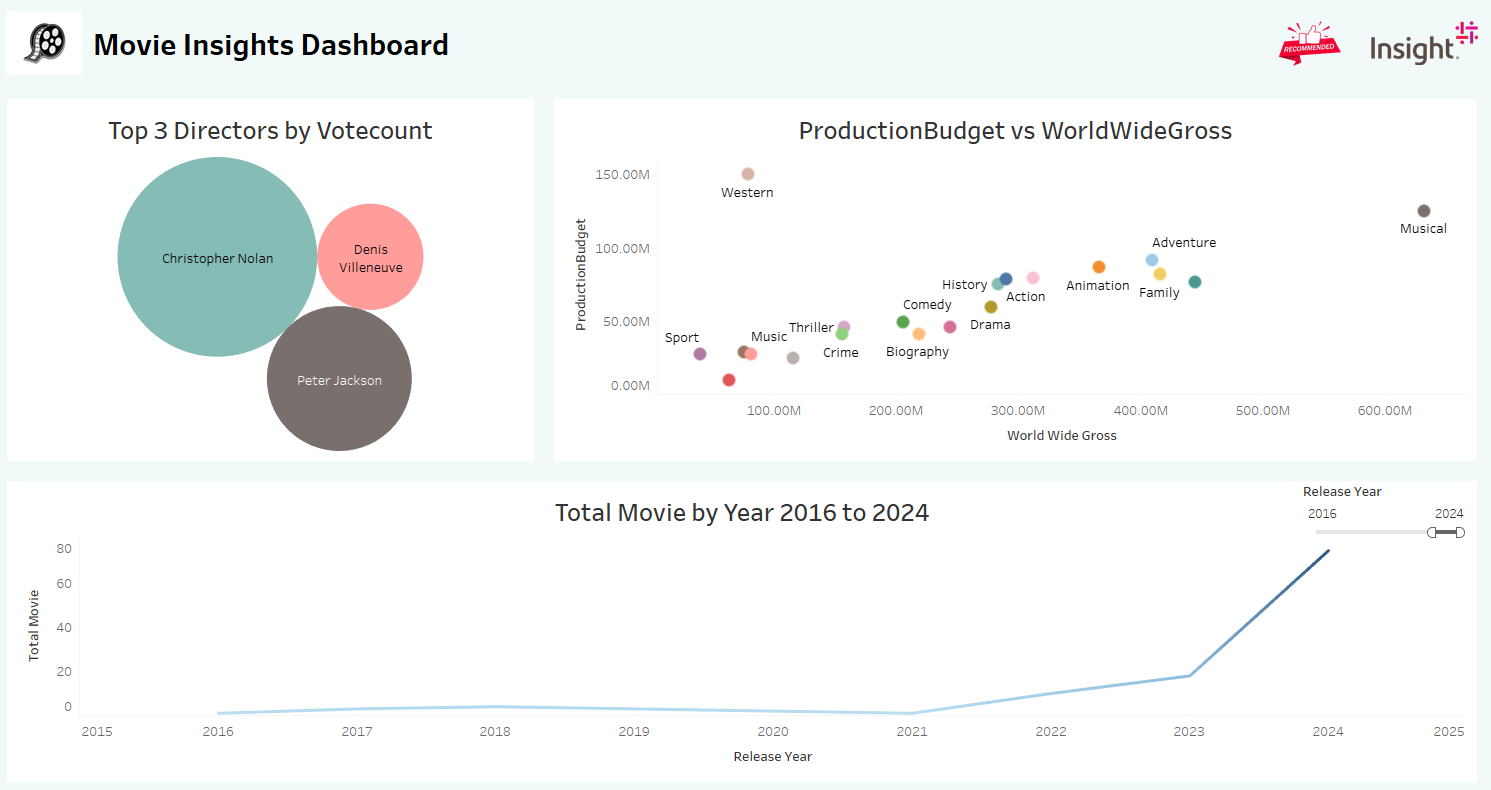 Movie Insights Dashboard
RECOMMENDED
Insight.
Top 3 Directors by Votecount
Christopher Nolan
Denis
Villeneuve
Peter Jackson
ProductionBudget vs WorldWideGross
ProductionBudget
150.00M
100.00M
50.00M
0.00M
Western
Musical
Adventure
History
Action
Animation
Family
Comedy
Drama
Sport
Music
Thriller
Crime
Biography
100.00M
200.00M
300.00M
400.00M
500.00M
600.00M
World Wide Gross
Total Movie by Year 2016 to 2024
Release Year
2016
2024
Total Movie
80
60
40
20
0
2015
2016
2017
2018
2019
2020
2021
2022
2023
2024
2025
Release Year